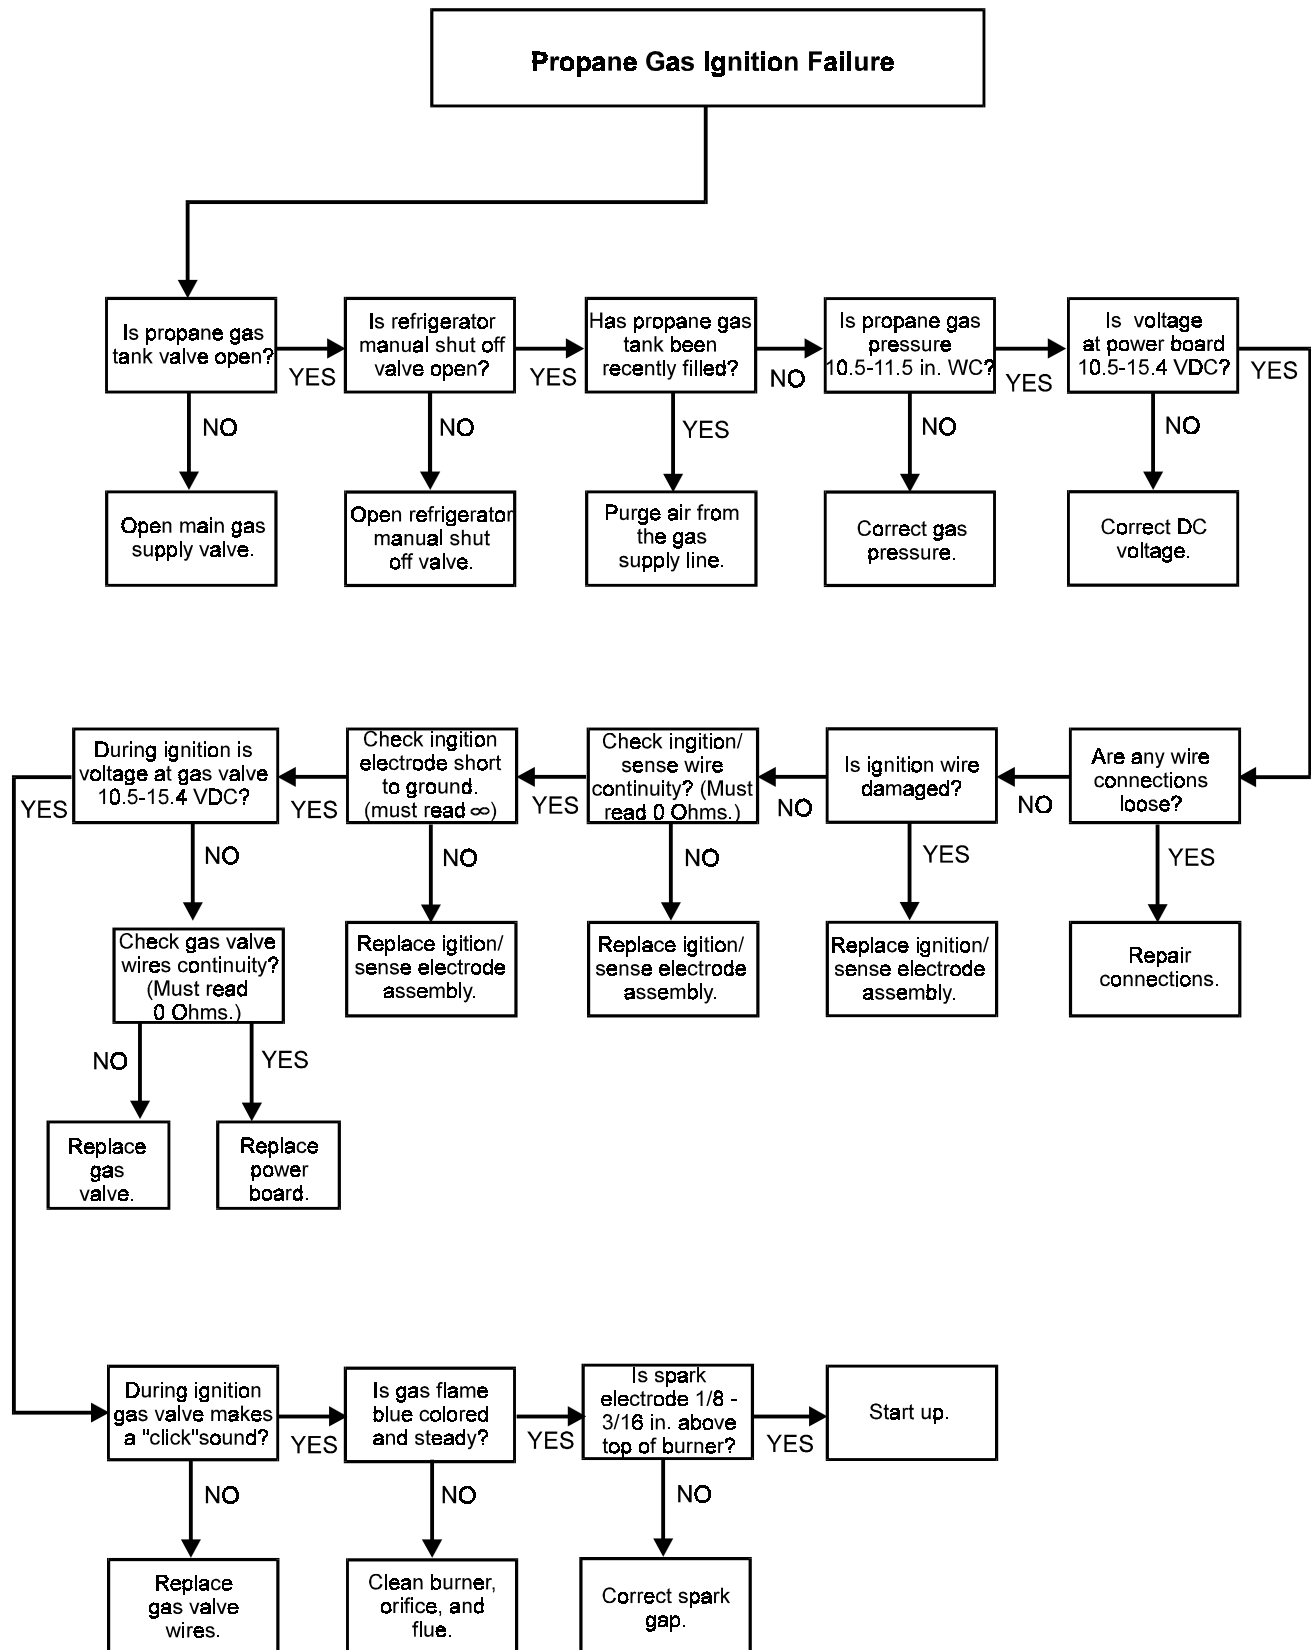 Propane Gas Ignition Failure
Is propane gas
tank valve open?
YES
NO
Open main gas
supply valve.
Is refrigerator
manual shut off
valve open?
YES
NO
Open refrigerator
manual shut
off valve.
Has propane gas
tank been
recently filled?
NO
YES
Purge air from
the gas
supply line.
Is propane gas
pressure
10.5-11.5 in. WC?
YES
NO
Correct gas
pressure.
Is voltage
at power board
10.5-15.4 VDC?
YES
NO
Correct DC
voltage.
Are any wire
connections
loose?
NO
YES
Repair
connections.
Is ignition wire
damaged?
NO
YES
Replace ignition/
sense electrode
assembly.
Check ingition/
sense wire
continuity? (Must
read 0 Ohms.)
YES
NO
Replace igition/
sense electrode
assembly.
Check ingition
electrode short
to ground.
(must read ∞)
YES
NO
Replace igition/
sense electrode
assembly.
During ignition is
voltage at gas valve
10.5-15.4 VDC?
YES
NO
Check gas valve
wires continuity?
(Must read
0 Ohms.)
NO
YES
Replace
gas
valve.
Replace
power
board.
During ignition
gas valve makes
a "click"sound?
YES
NO
Replace
gas valve
wires.
Is gas flame
blue colored
and steady?
YES
NO
Clean burner,
orifice, and
flue.
Is spark
electrode 1/8 -
3/16 in. above
top of burner?
YES
NO
Correct spark
gap.
Start up.